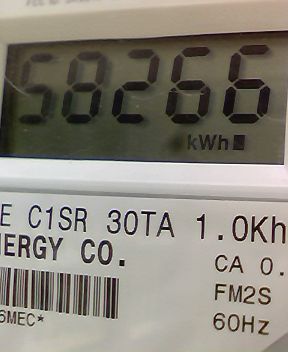 58266
kWh
E C1SR 30TA 1.0Kh
NERGY CO.
CA 0.
FM2S
6MEC*
60Hz